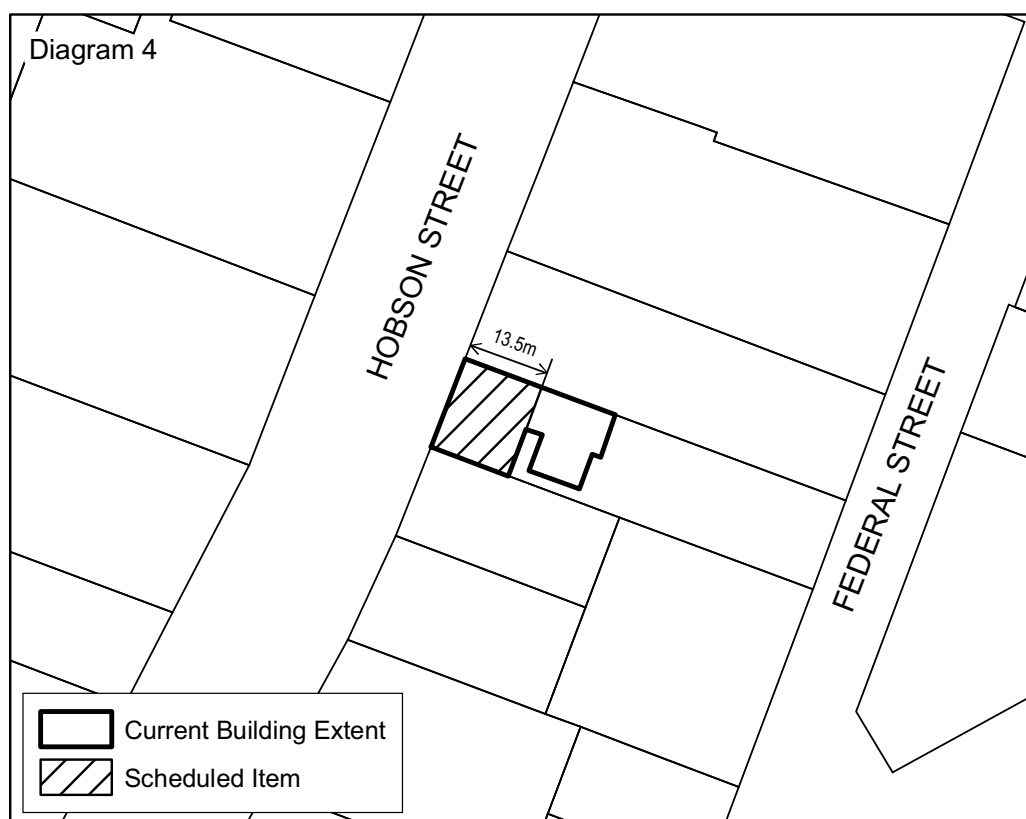 Diagram 4
HOBSON STREET
13.5m
FEDERAL STREET
Current Building Extent
Scheduled Item